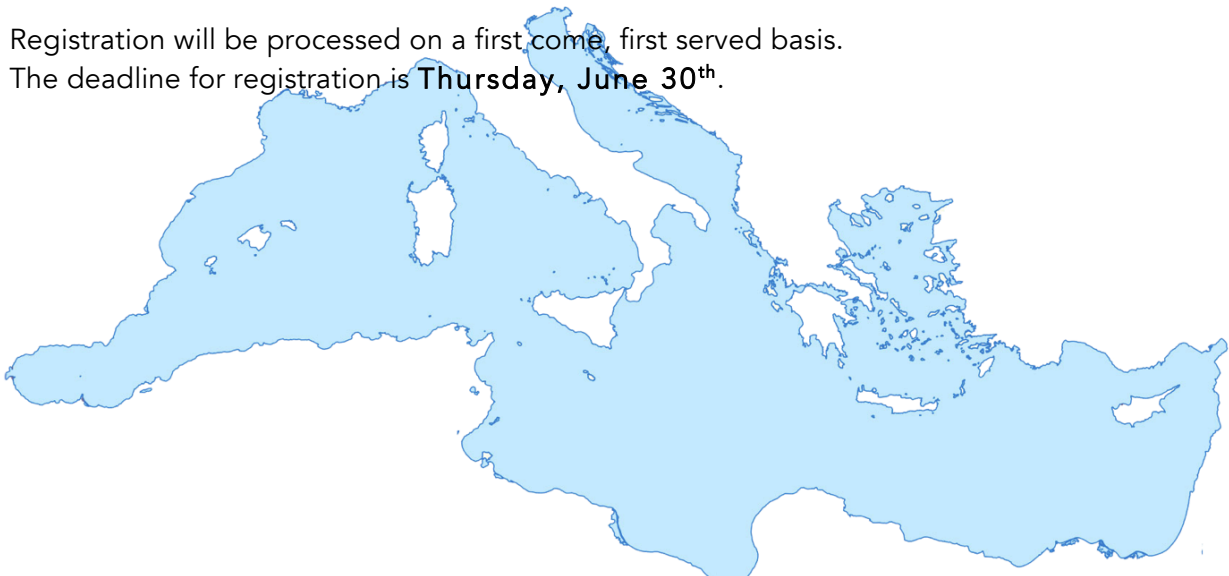 Registration will be processed on a first come, first served basis.
The deadline for registration is Thursday, June 30th.